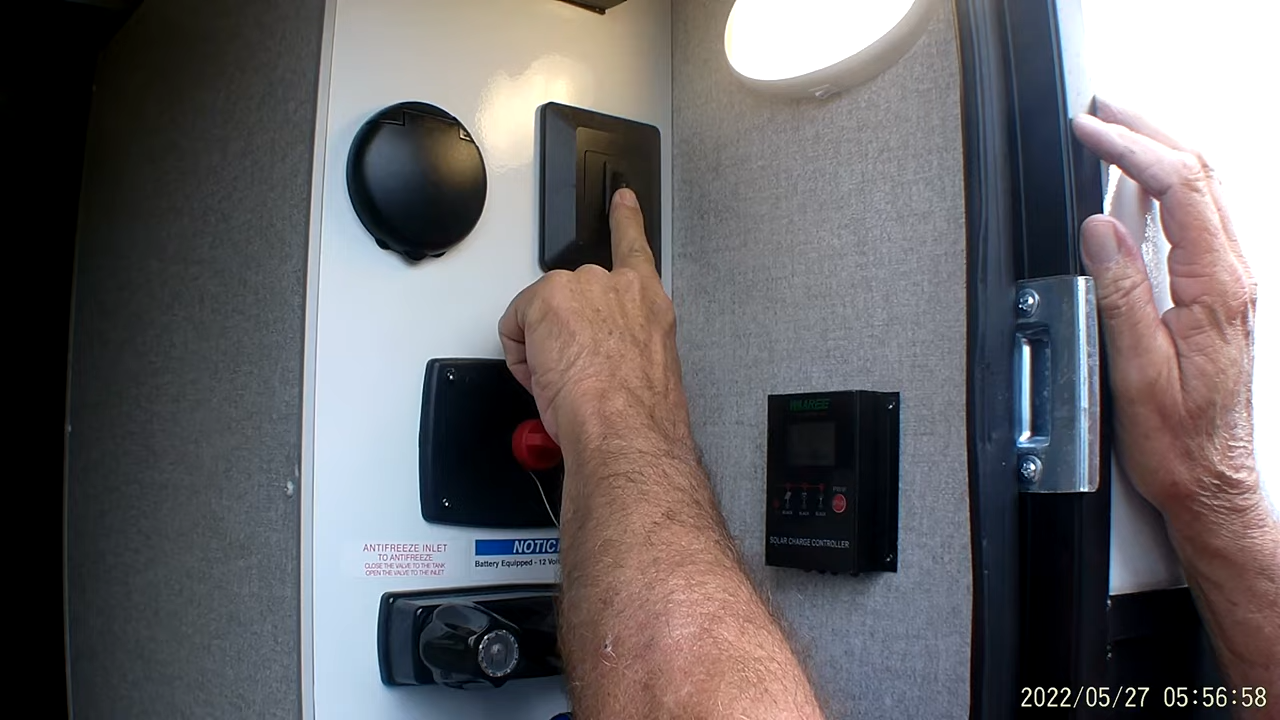 WILAREE
ANTIFREEZE INLET
TO ANTIFREEZE
CLOSE THE VALVE TO THE TANK
OPEN THE VALVE TO THE INLET
NOTIC
Battery Equipped - 12 Vol
SOLAR CHARGE CONTROLLER
2022/05/27 05:56:58